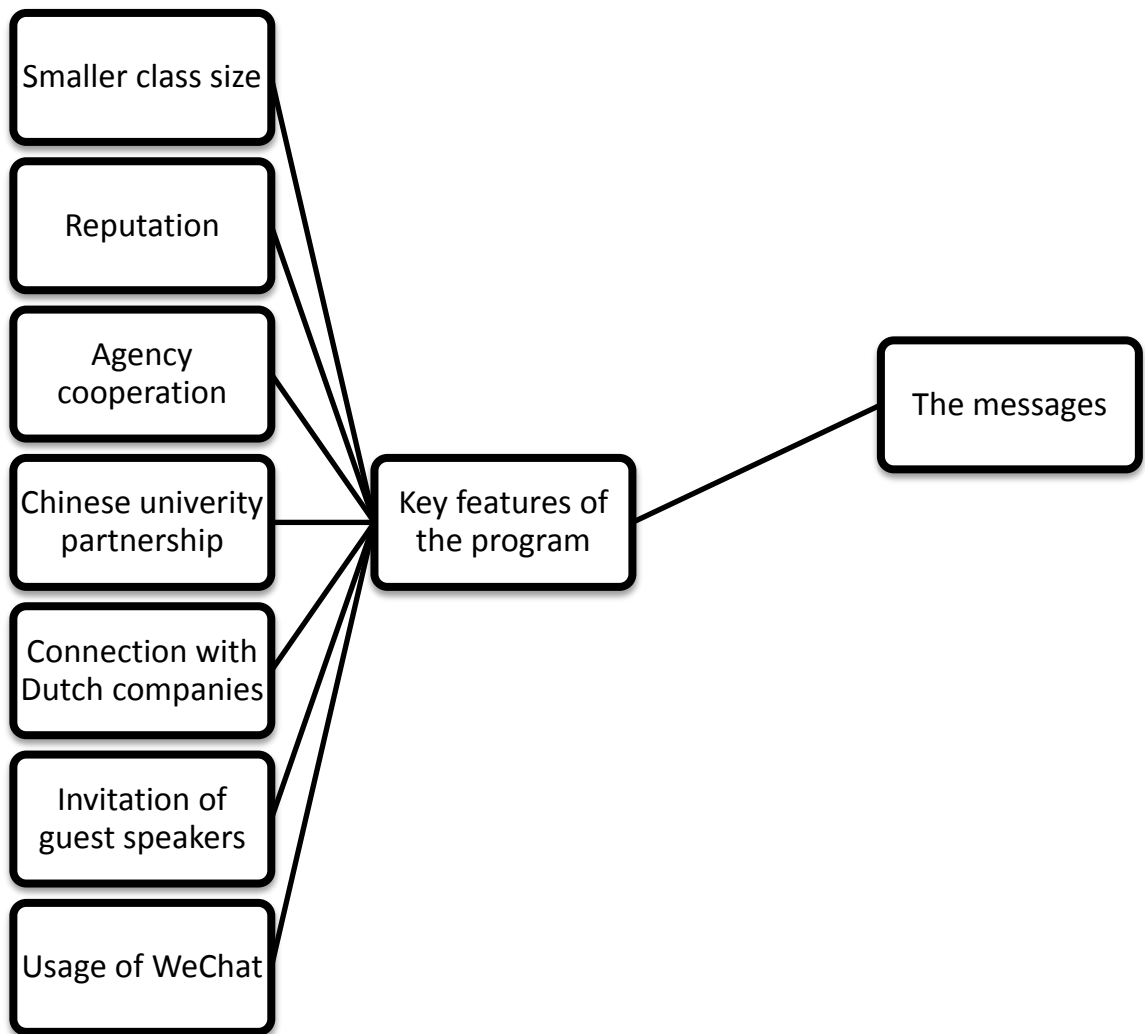 Smaller class size
Reputation
Agency
cooperation
Chinese univerity
partnership
Connection with
Dutch companies
Invitation of
guest speakers
Usage of WeChat
Key features of
the program
The messages